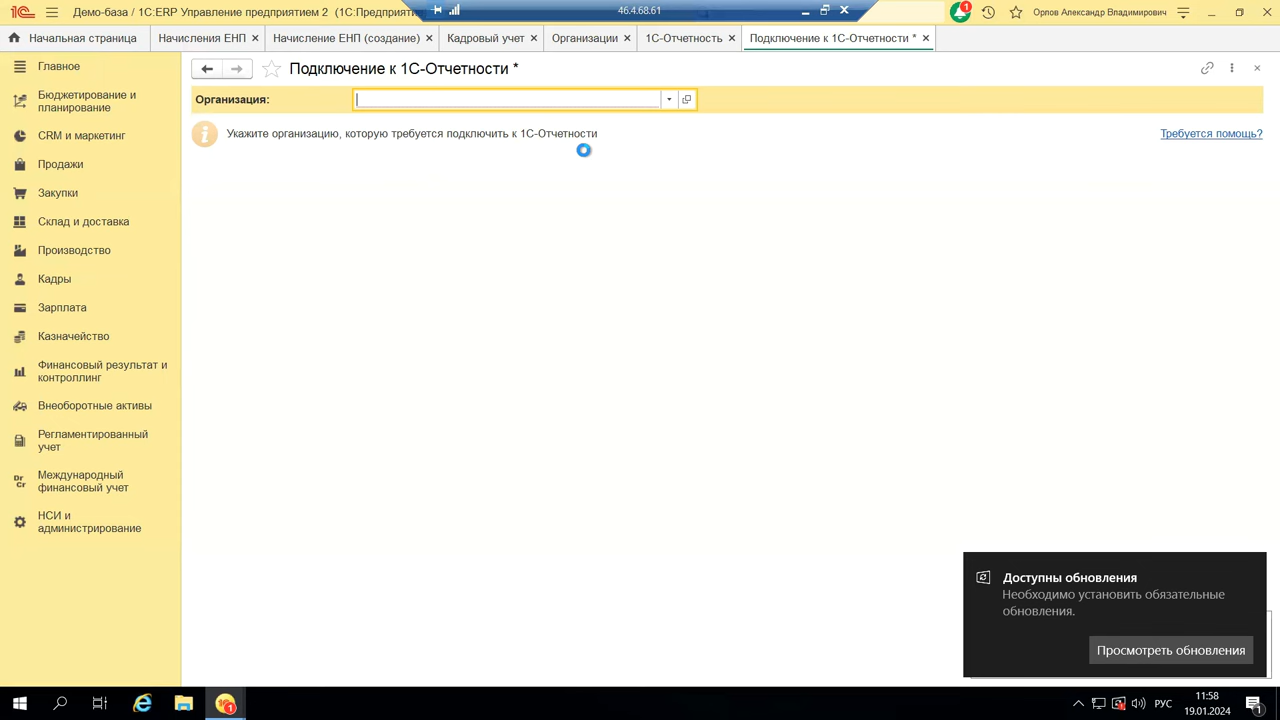 Демо-база / 1С:ERP Управление предприятием 2 (1С:Предприяти
46.4.68.61
1
Орлов Александр Владимирович
Начальная страница
Начисления ЕНП ×
Начисление ЕНП (создание) ×
Кадровый учет ×
Организации ×
1С-Отчетность ×
Подключение к 1С-Отчетности * ×
Главное
Бюджетирование и
планирование
CRM и маркетинг
Продажи
Закупки
Склад и доставка
Производство
Кадры
Зарплата
Казначейство
Финансовый результат и
контроллинг
Внеоборотные активы
Регламентированный
учет
Международный
финансовый учет
НСИ и
администрирование
Подключение к 1С-Отчетности *
Организация:
Укажите организацию, которую требуется подключить к 1С-Отчетности
Требуется помощь?
Доступны обновления
Необходимо установить обязательные
обновления.
Просмотреть обновления
РУС
11:58
19.01.2024
1